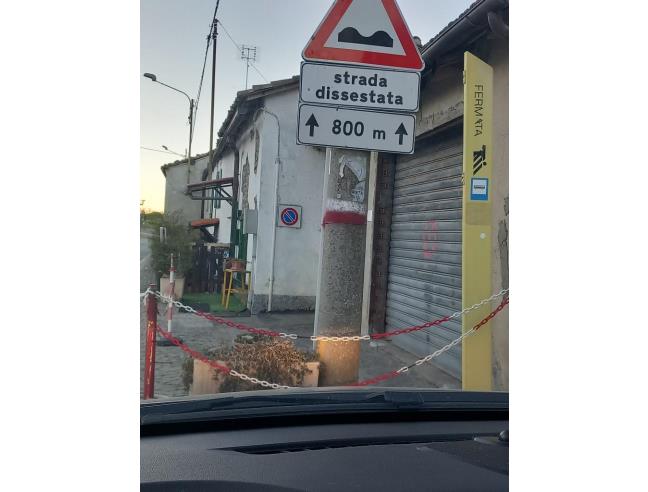 strada
dissestata
800 m
FERMATA